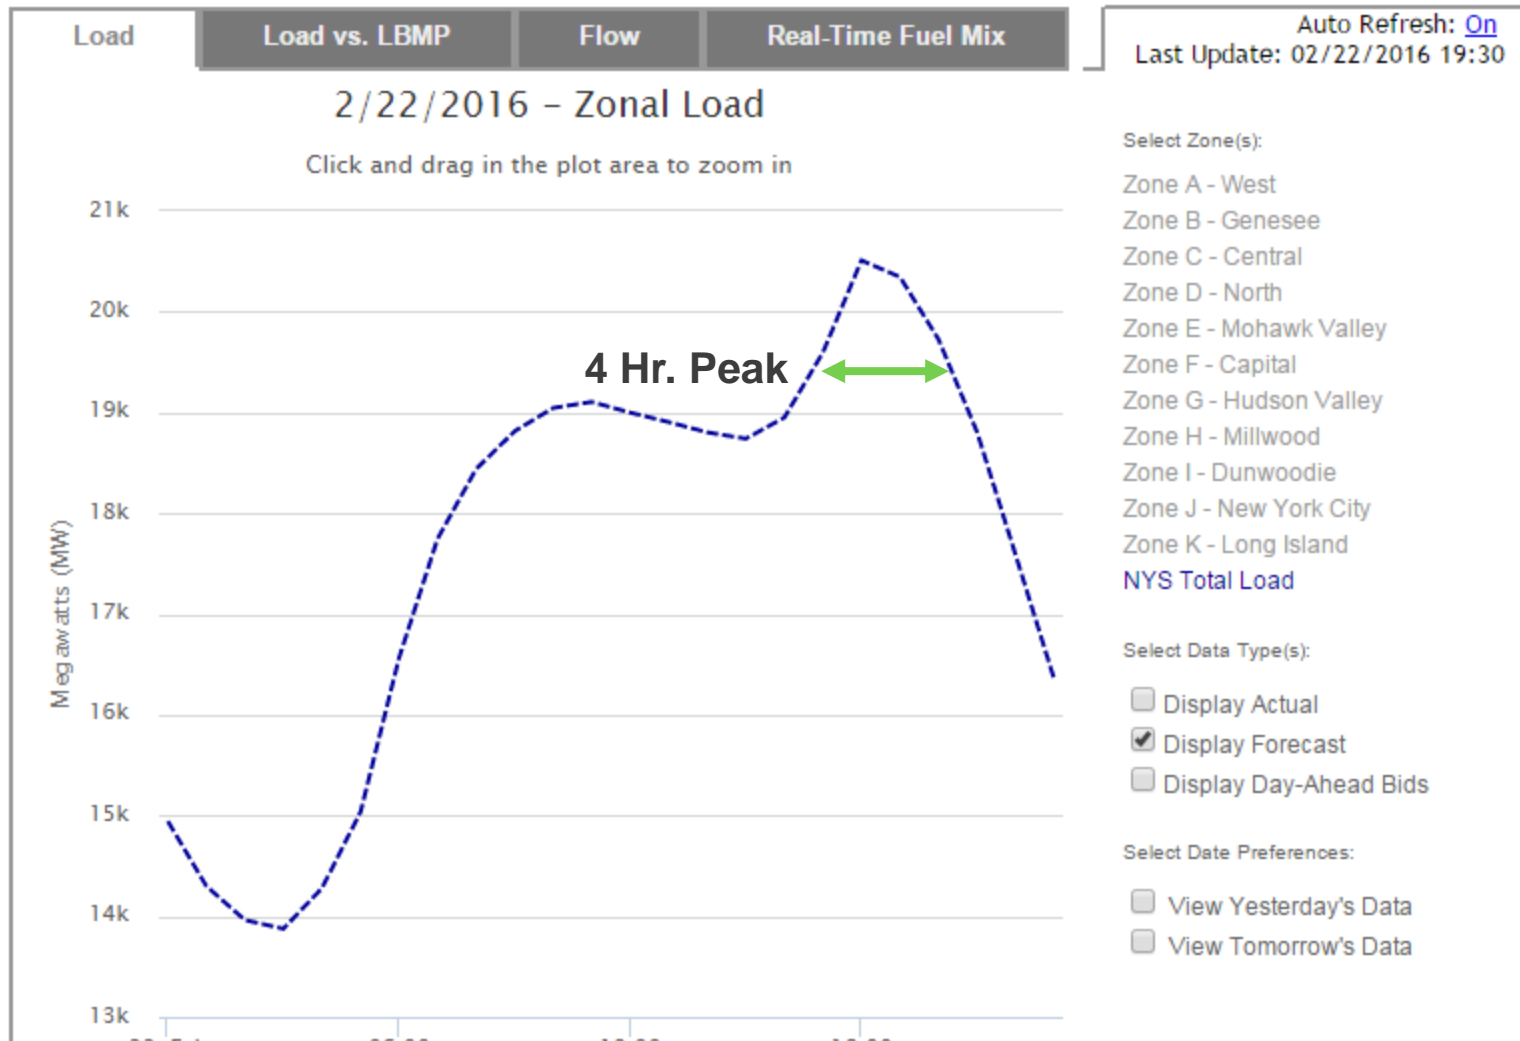 Load
Load vs. LBMP
Flow
Real-Time Fuel Mix
Auto Refresh: On
Last Update: 02/22/2016 19:30
2/22/2016 – Zonal Load
Click and drag in the plot area to zoom in
21k
20k
19k
18k
17k
16k
15k
14k
13k
Megawatts (MW)
4 Hr. Peak
Select Zone(s):
Zone A - West
Zone B - Genesee
Zone C - Central
Zone D - North
Zone E - Mohawk Valley
Zone F - Capital
Zone G - Hudson Valley
Zone H - Millwood
Zone I - Dunwoodie
Zone J - New York City
Zone K - Long Island
NYS Total Load
Select Data Type(s):
Display Actual
Display Forecast
Display Day-Ahead Bids
Select Date Preferences:
View Yesterday's Data
View Tomorrow's Data